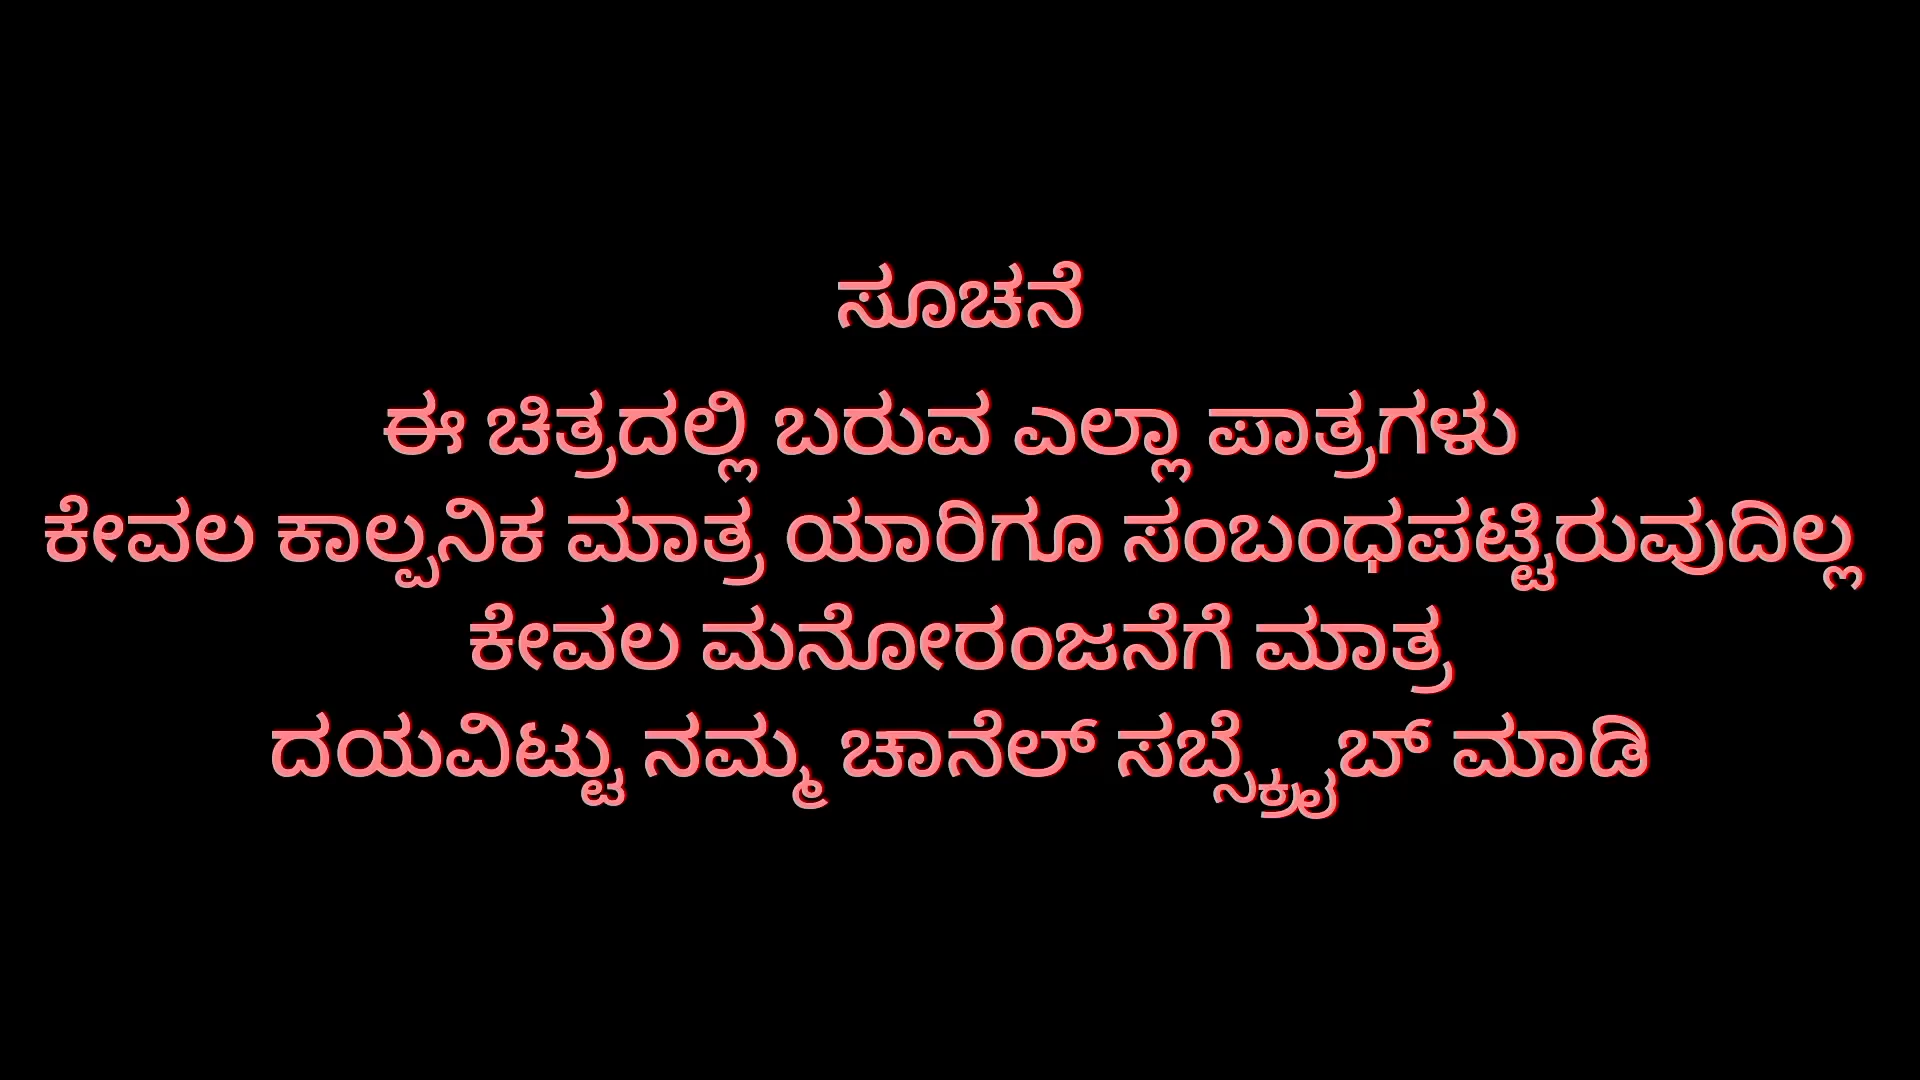 ಸೂಚನೆ
ಈ ಚಿತ್ರದಲ್ಲಿ ಬರುವ ಎಲ್ಲಾ ಪಾತ್ರಗಳು
ಕೇವಲ ಕಾಲ್ಪನಿಕ ಮಾತ್ರ ಯಾರಿಗೂ ಸಂಬಂಧಪಟ್ಟಿರುವುದಿಲ್ಲ
ಕೇವಲ ಮನೋರಂಜನೆಗೆ ಮಾತ್ರ
ದಯವಿಟ್ಟು ನಮ್ಮ ಚಾನೆಲ್ ಸಬ್ಸ್ಕ್ರೈಬ್ ಮಾಡಿ